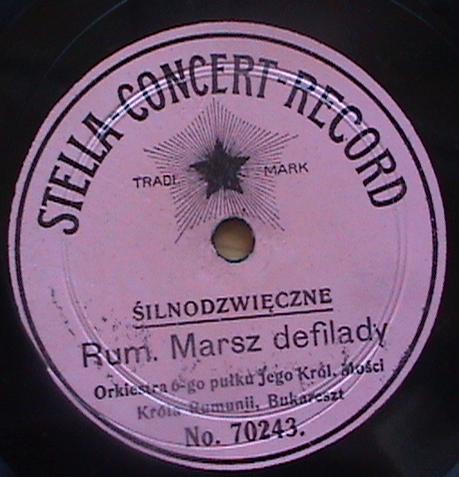 STELLA-CONCERT-RECORD
TRADE MARK
ŚILNODZWIĘCZNE
Rum. Marsz defilady
Orkiestra 6-go pułku Jego Król. Mości
Króla Rumunii, Bukareszt
No. 70243.